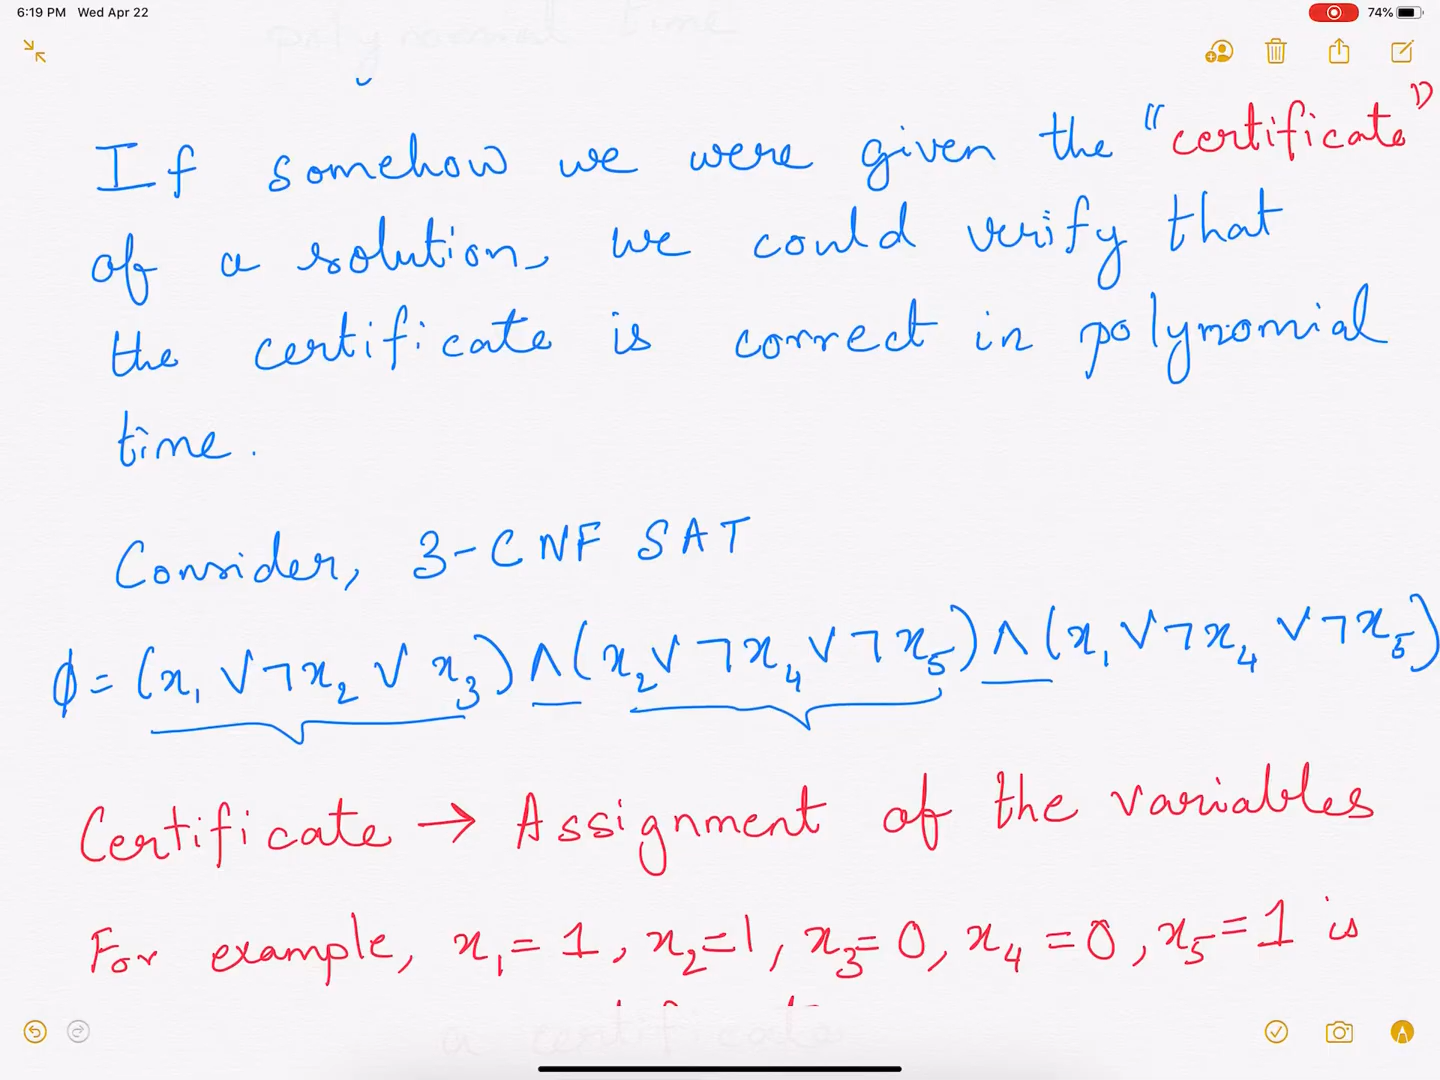 6:19 PM Wed Apr 22
74%
polynomial time
If somehow we were given the "certificate"
of a solution, we could verify that
the certificate is correct in polynomial
time.
Consider, 3-CNF SAT
ϕ = (x₁ ∨ ¬x₂ ∨ x₃) ∧ (x₂ ∨ ¬x₄ ∨ ¬x₅) ∧ (x₁ ∨ ¬x₄ ∨ ¬x₅)
Certificate → Assignment of the variables
For example, x₁ = 1, x₂ = 1, x₃ = 0, x₄ = 0, x₅ = 1 is
a certificate